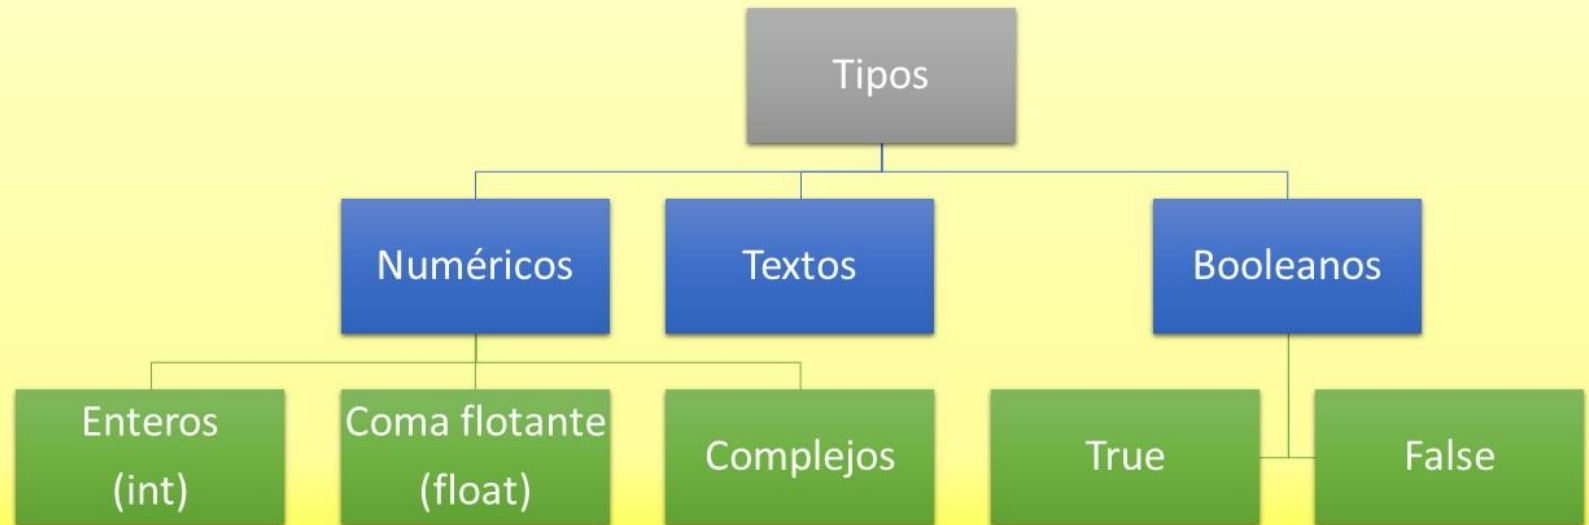 Tipos
Numéricos
Textos
Booleanos
Enteros
(int)
Coma flotante
(float)
Complejos
True
False